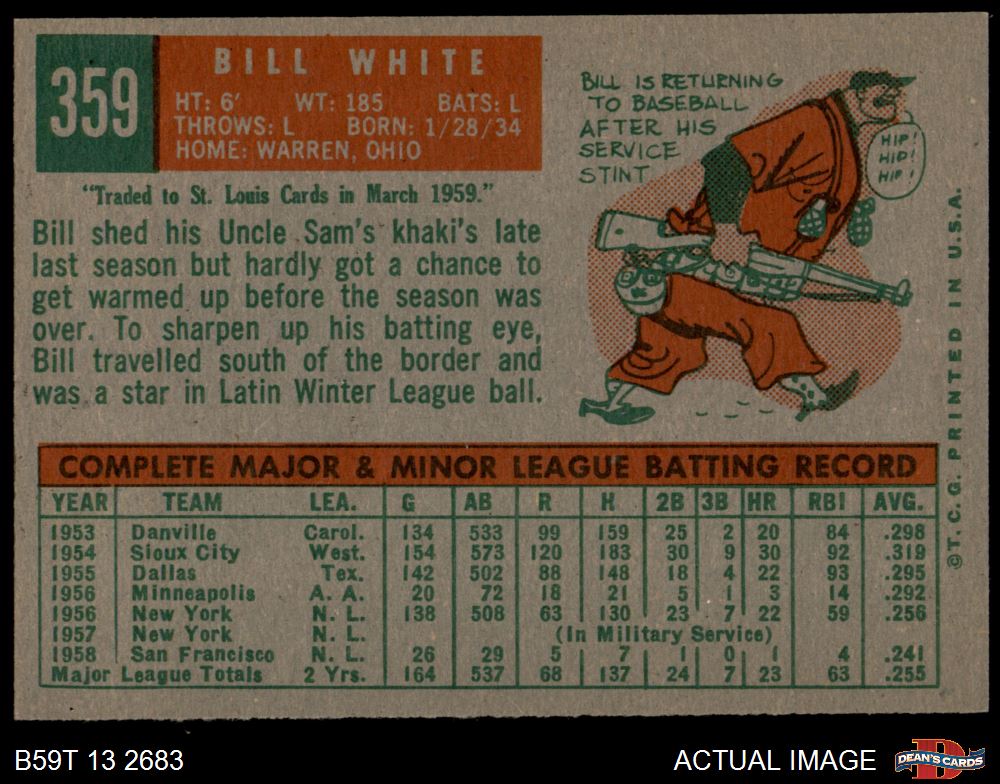 359
BILL WHITE
HT: 6' WT: 185 BATS: L
THROWS: L BORN: 1/28/34
HOME: WARREN, OHIO
"Traded to St. Louis Cards in March 1959."
Bill shed his Uncle Sam's khaki's late
last season but hardly got a chance to
get warmed up before the season was
over. To sharpen up his batting eye,
Bill travelled south of the border and
was a star in Latin Winter League ball.
BILL IS RETURNING
TO BASEBALL
AFTER HIS
SERVICE
STINT
HIP!
HID!
HIP!
COMPLETE MAJOR & MINOR LEAGUE BATTING RECORD
YEAR TEAM LEA. G AB R H 2B 3B HR RBI AVG.
1953 Danville Carol. 134 533 99 159 25 2 20 84 .298
1954 Sioux City West. 154 573 120 183 30 9 30 92 .319
1955 Dallas Tex. 142 502 88 148 18 4 22 93 .295
1956 Minneapolis A. A. 20 72 18 21 5 1 3 14 .292
1956 New York N. L. 138 508 63 130 23 7 22 59 .256
1957 New York N. L. (In Military Service)
1958 San Francisco N. L. 26 29 5 7 1 0 1 4 .241
Major League Totals 2 Yrs. 164 537 68 137 24 7 23 63 .255
©T. C. G. PRINTED IN U.S.A.
B59T 13 2683
ACTUAL IMAGE
D
DEAN'S CARDS